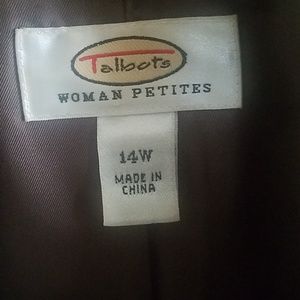 Talbots
WOMAN PETITES
14W
MADE IN
CHINA